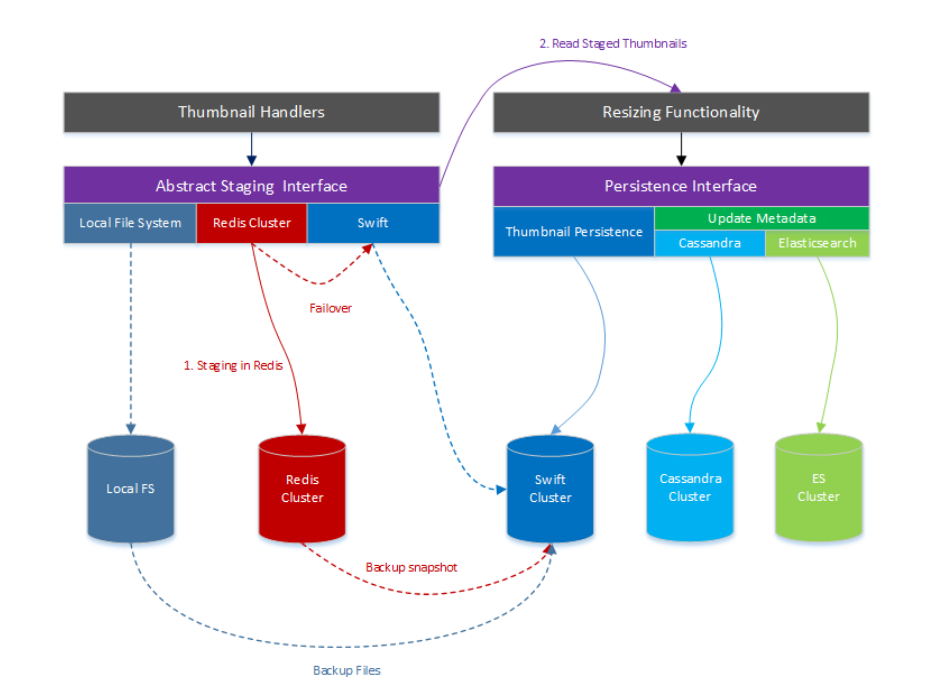 2. Read Staged Thumbnails
Thumbnail Handlers
Resizing Functionality
Abstract Staging Interface
Persistence Interface
Local File System
Redis Cluster
Swift
Thumbnail Persistence
Update Metadata
Cassandra
Elasticsearch
Failover
1. Staging in Redis
Local FS
Redis
Cluster
Swift
Cluster
Cassandra
Cluster
ES
Cluster
Backup snapshot
Backup Files